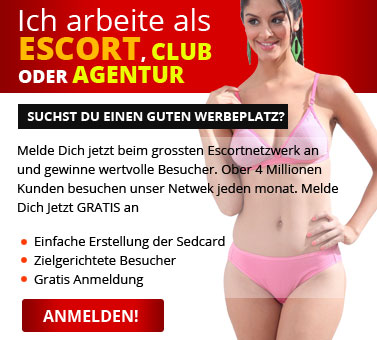 Ich arbeite als
ESCORT, CLUB
ODER AGENTUR
SUCHST DU EINEN GUTEN WERBEPLATZ?
Melde Dich jetzt beim grossten Escortnetzwerk an
und gewinne wertvolle Besucher. Ober 4 Millionen
Kunden besuchen unser Netwek jeden monat. Melde
Dich Jetzt GRATIS an
Einfache Erstellung der Sedcard
Zielgerichtete Besucher
Gratis Anmeldung
ANMELDEN!